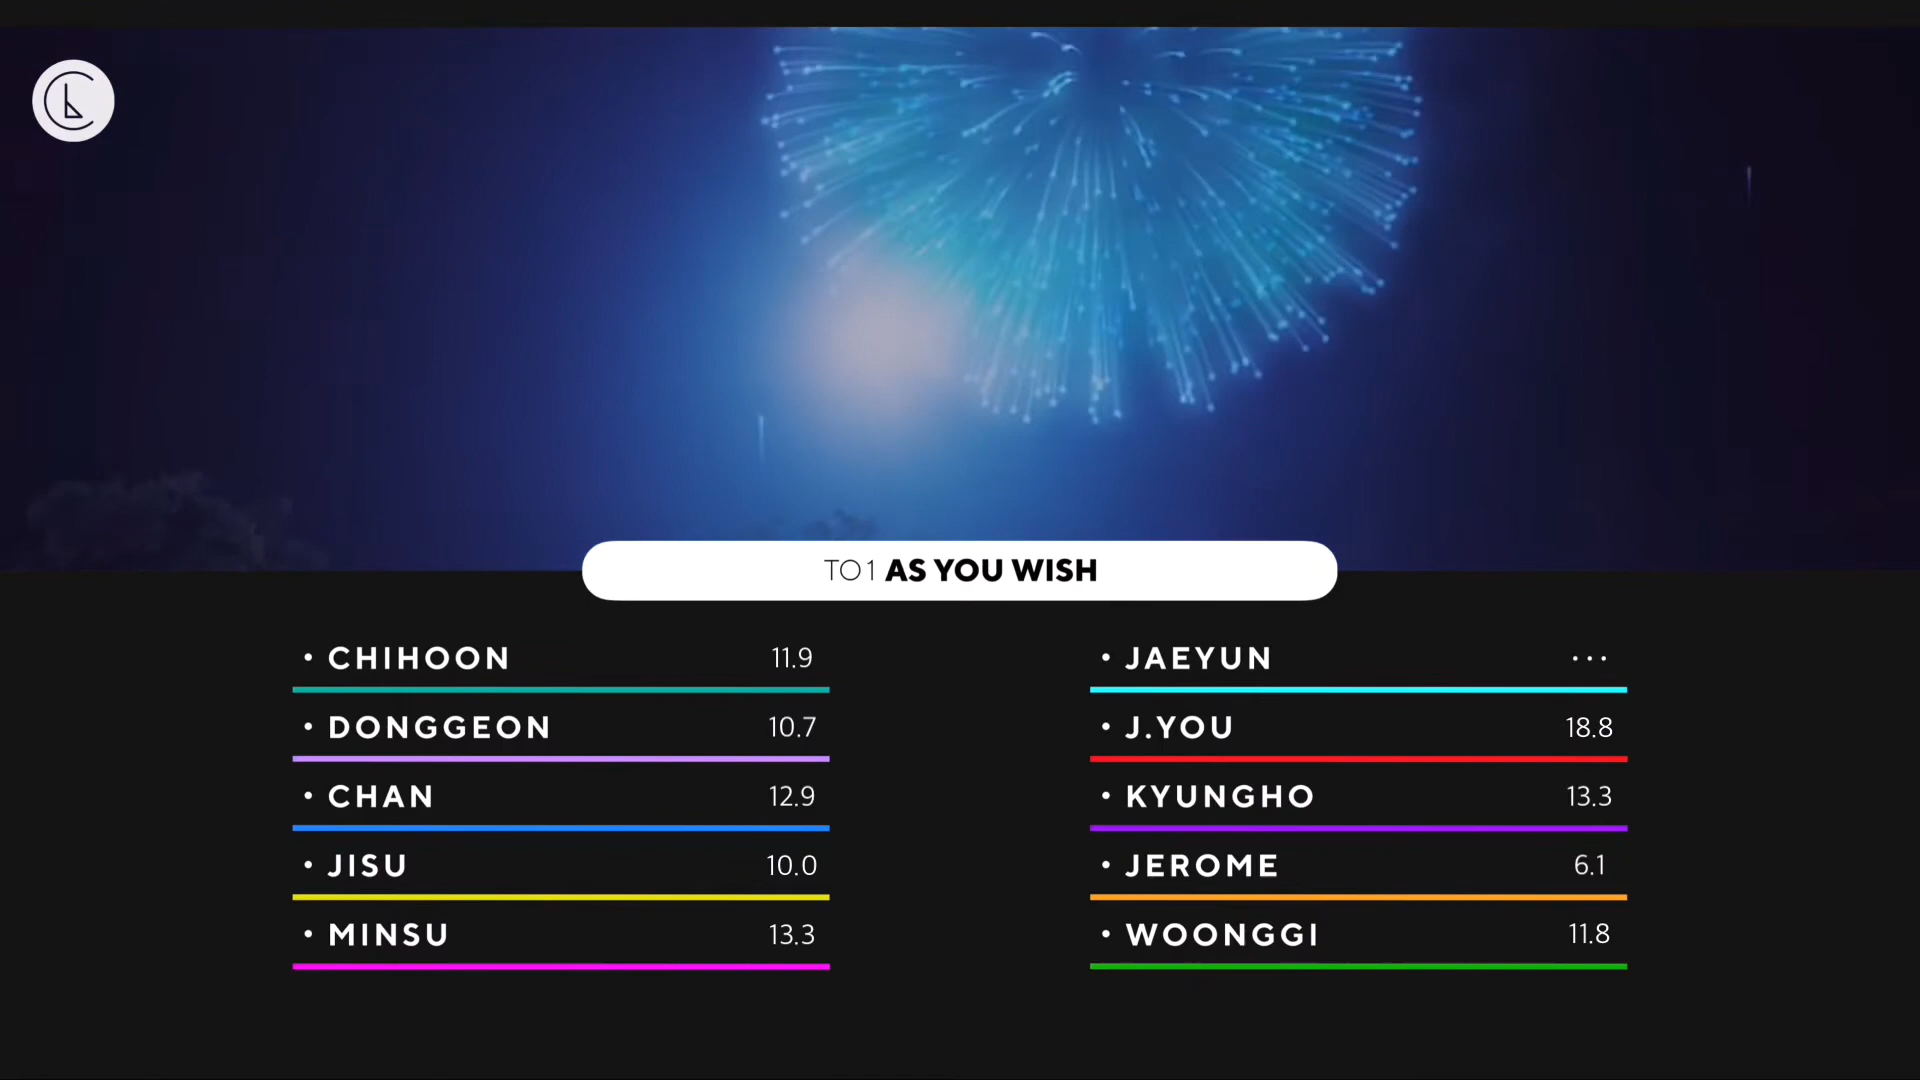 TO1 AS YOU WISH
• CHIHOON 11.9
• DONGGEON 10.7
• CHAN 12.9
• JISU 10.0
• MINSU 13.3
• JAEYUN ...
• J.YOU 18.8
• KYUNGHO 13.3
• JEROME 6.1
• WOONGGI 11.8